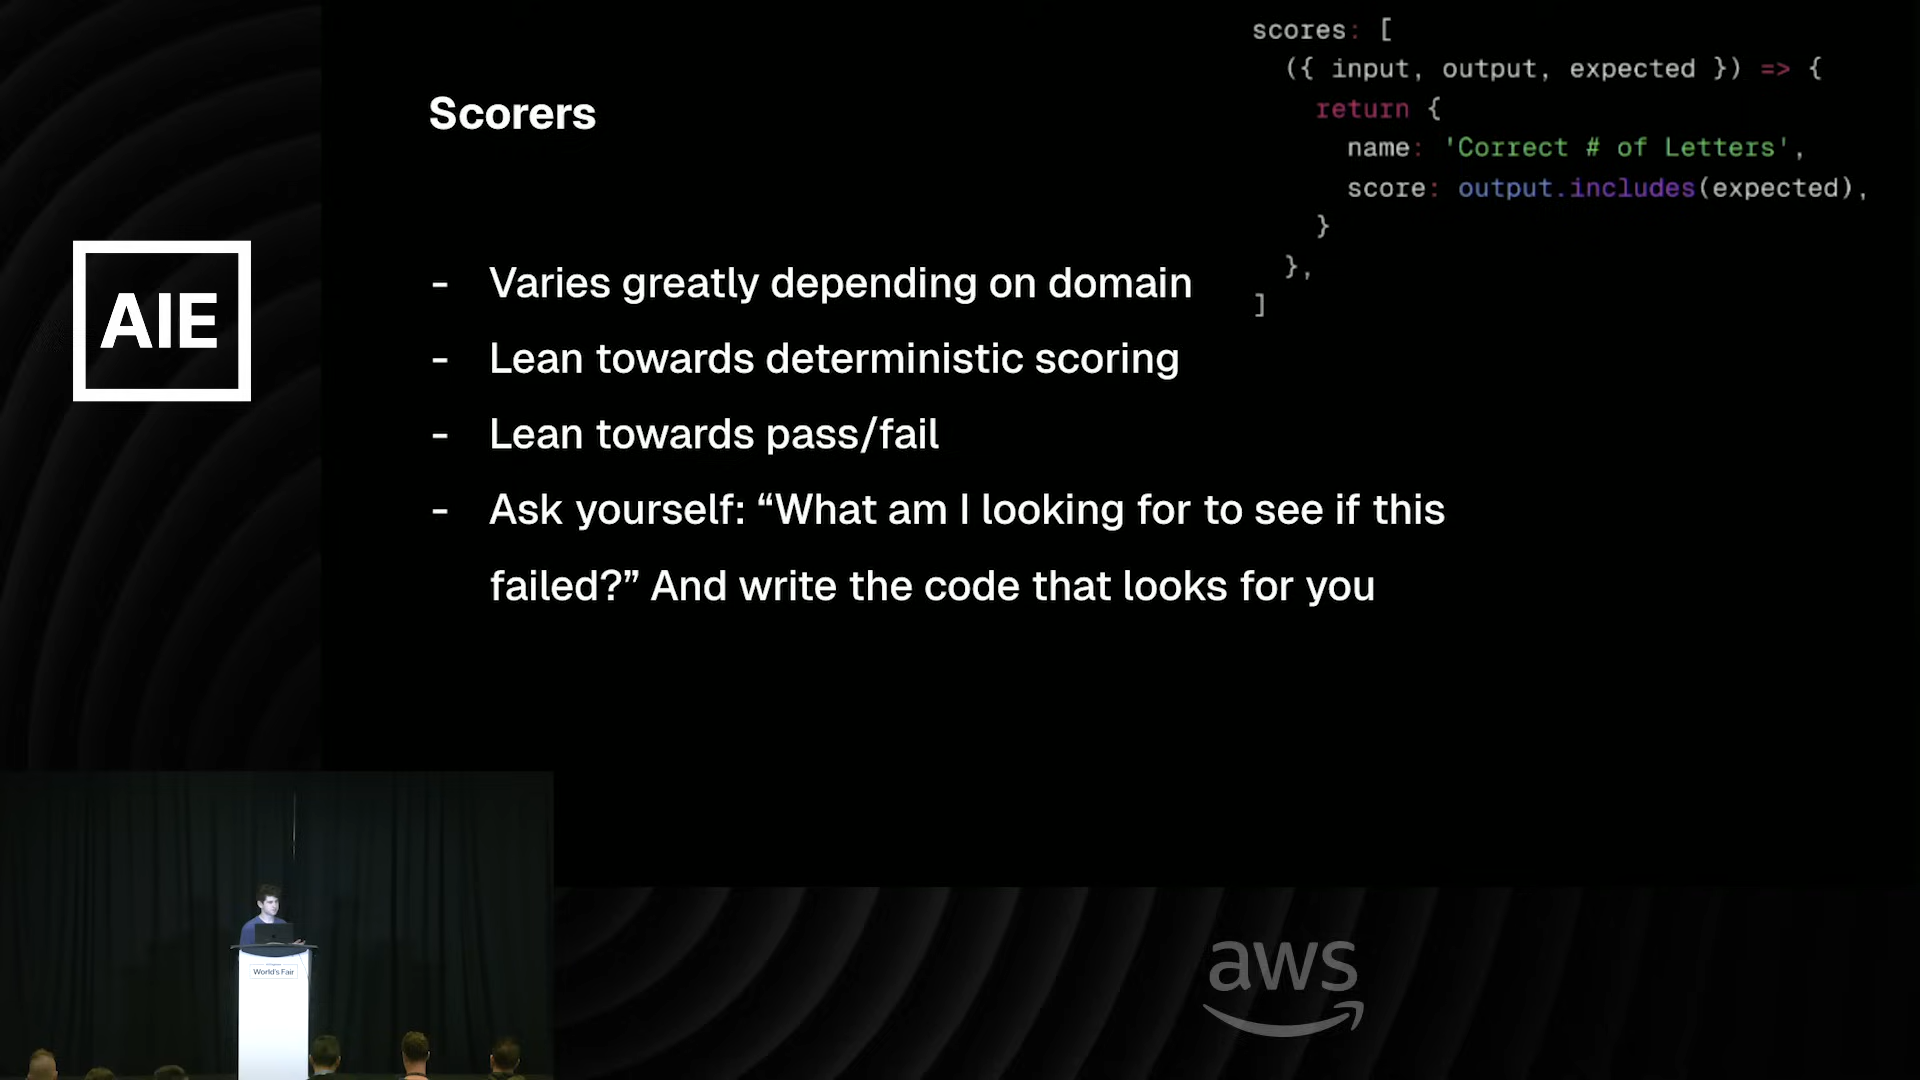 Scorers
- Varies greatly depending on domain
- Lean towards deterministic scoring
- Lean towards pass/fail
- Ask yourself: “What am I looking for to see if this
failed?” And write the code that looks for you
scores: [
({ input, output, expected }) => {
return {
name: 'Correct # of Letters',
score: output.includes(expected),
}
},
]
AIE
World's Fair
aws